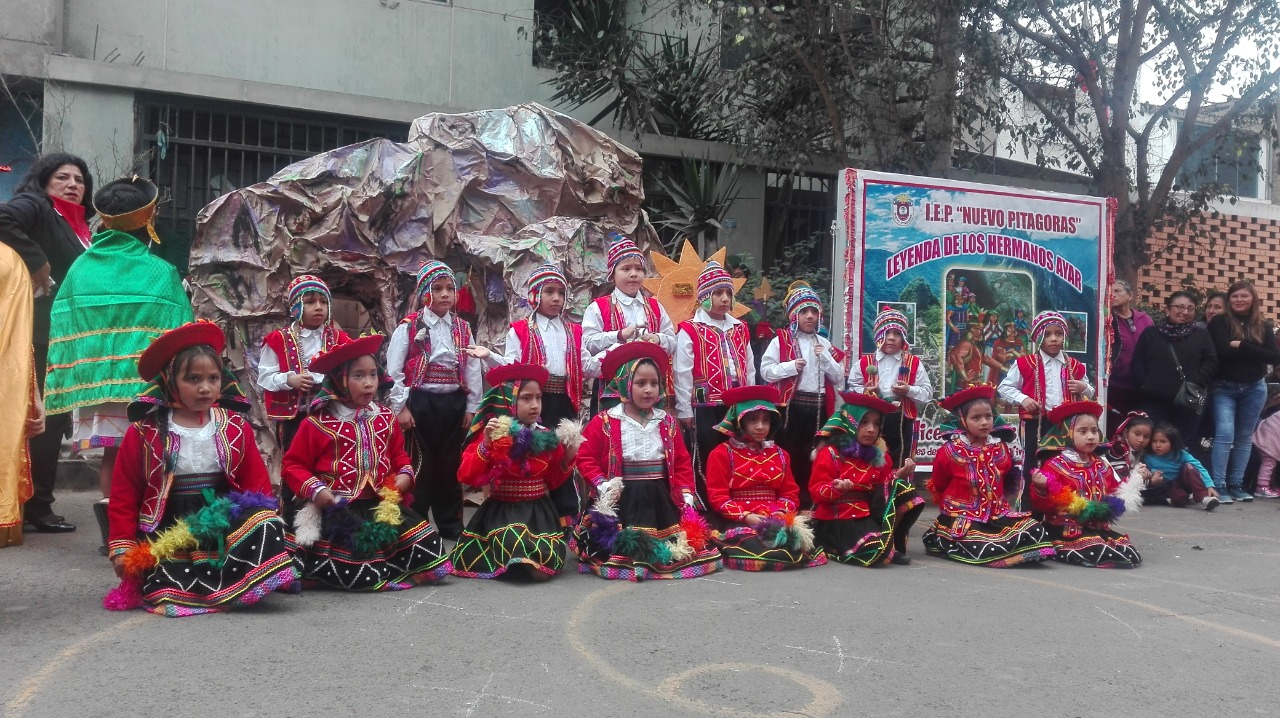 I.E.P. "NUEVO PITAGORAS"
LEYENDA DE LOS HERMANOS AYAR